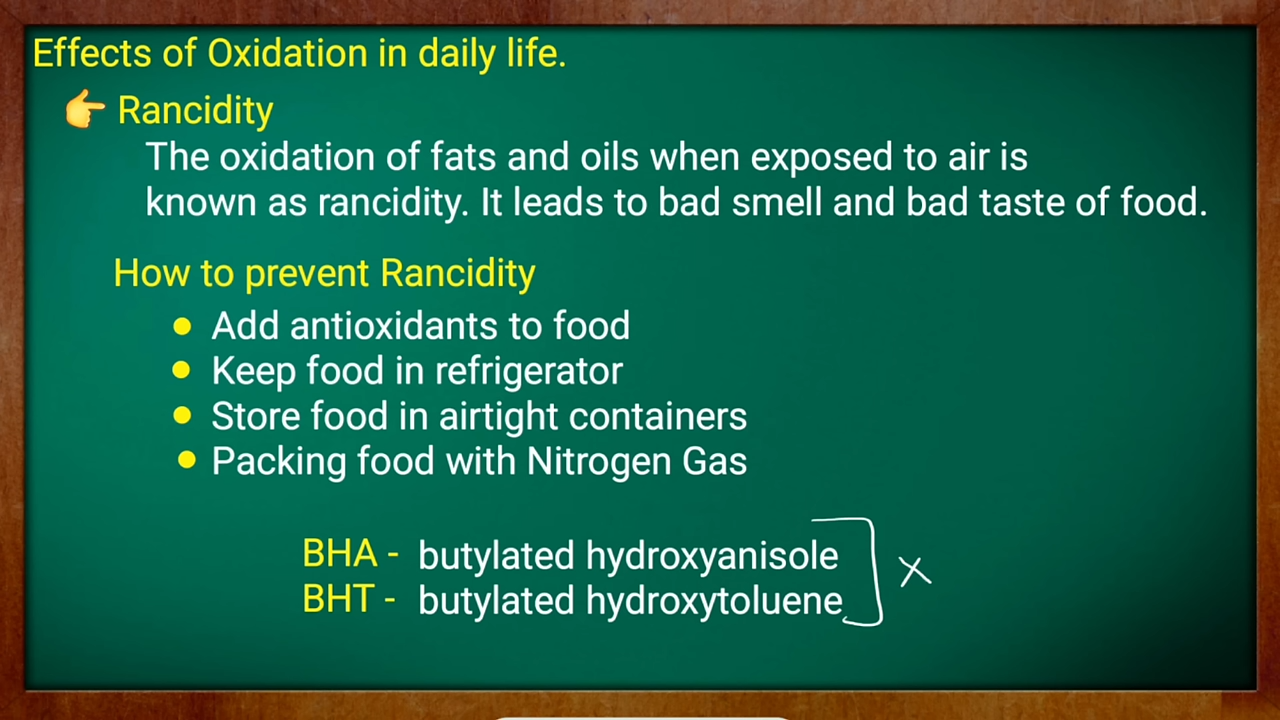 Effects of Oxidation in daily life.
👉 Rancidity
The oxidation of fats and oils when exposed to air is
known as rancidity. It leads to bad smell and bad taste of food.
How to prevent Rancidity
● Add antioxidants to food
● Keep food in refrigerator
● Store food in airtight containers
● Packing food with Nitrogen Gas
BHA - butylated hydroxyanisole
BHT - butylated hydroxytoluene